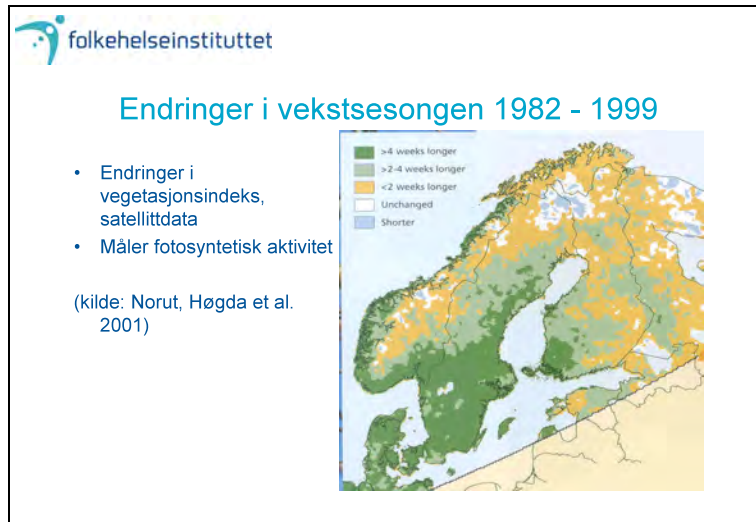 folkehelseinstituttet
Endringer i vekstsesongen 1982 - 1999
• Endringer i
vegetasjonsindeks,
satellittdata
• Måler fotosyntetisk aktivitet
(kilde: Norut, Høgda et al.
2001)
>4 weeks longer
>2-4 weeks longer
<2 weeks longer
Unchanged
Shorter